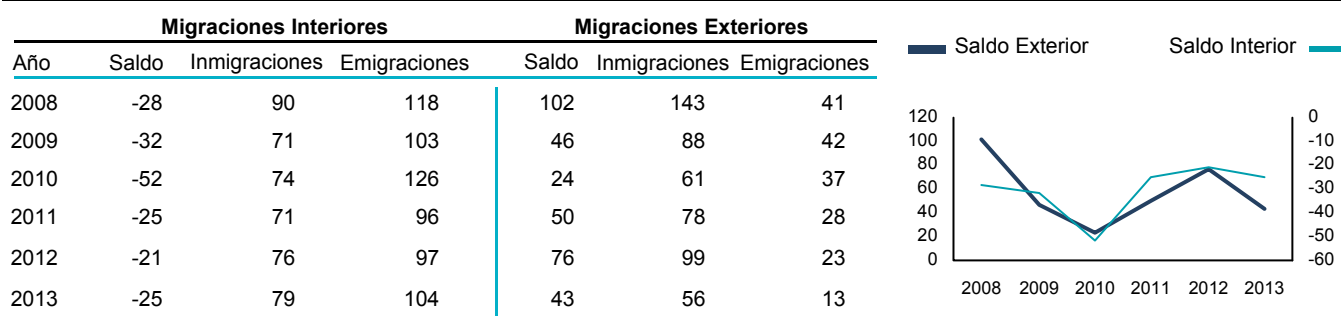 Migraciones Interiores Migraciones Exteriores
Año Saldo Inmigraciones Emigraciones Saldo Inmigraciones Emigraciones
2008 -28 90 118 102 143 41
2009 -32 71 103 46 88 42
2010 -52 74 126 24 61 37
2011 -25 71 96 50 78 28
2012 -21 76 97 76 99 23
2013 -25 79 104 43 56 13
Saldo Exterior Saldo Interior
120 0
100 -10
80 -20
60 -30
40 -40
20 -50
0 -60
2008 2009 2010 2011 2012 2013